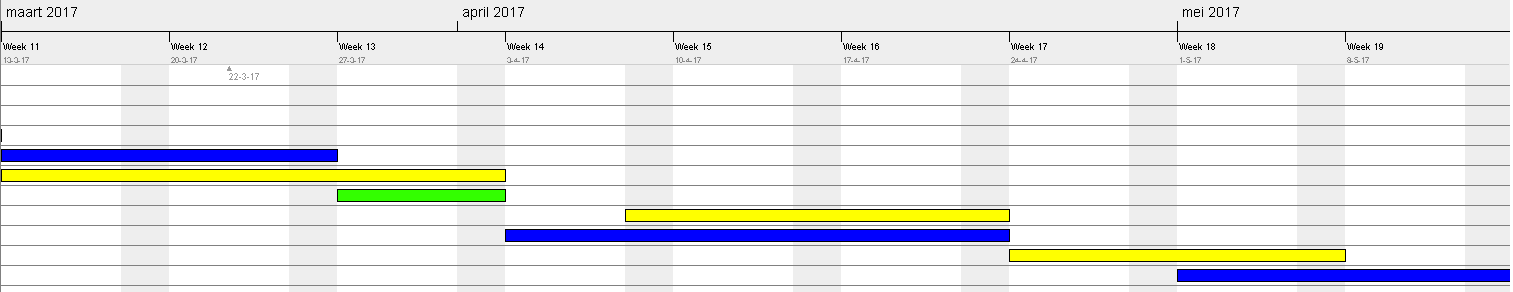 maart 2017 april 2017 mei 2017
Week 11 Week 12 Week 13 Week 14 Week 15 Week 16 Week 17 Week 18 Week 19
13-3-17 20-3-17 27-3-17 3-4-17 10-4-17 17-4-17 24-4-17 1-5-17 8-5-17
22-3-17